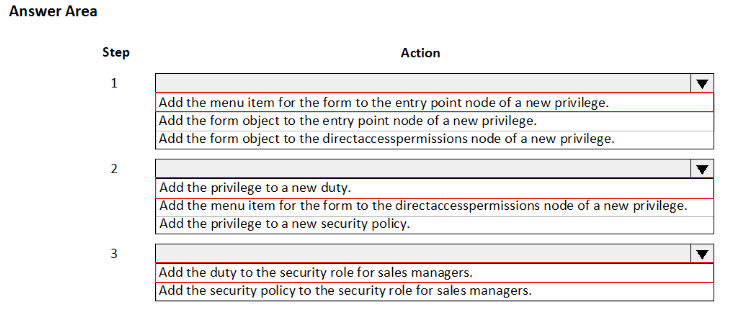 Answer Area
Step Action
1
Add the menu item for the form to the entry point node of a new privilege.
Add the form object to the entry point node of a new privilege.
Add the form object to the directaccesspermissions node of a new privilege.
2
Add the privilege to a new duty.
Add the menu item for the form to the directaccesspermissions node of a new privilege.
Add the privilege to a new security policy.
3
Add the duty to the security role for sales managers.
Add the security policy to the security role for sales managers.